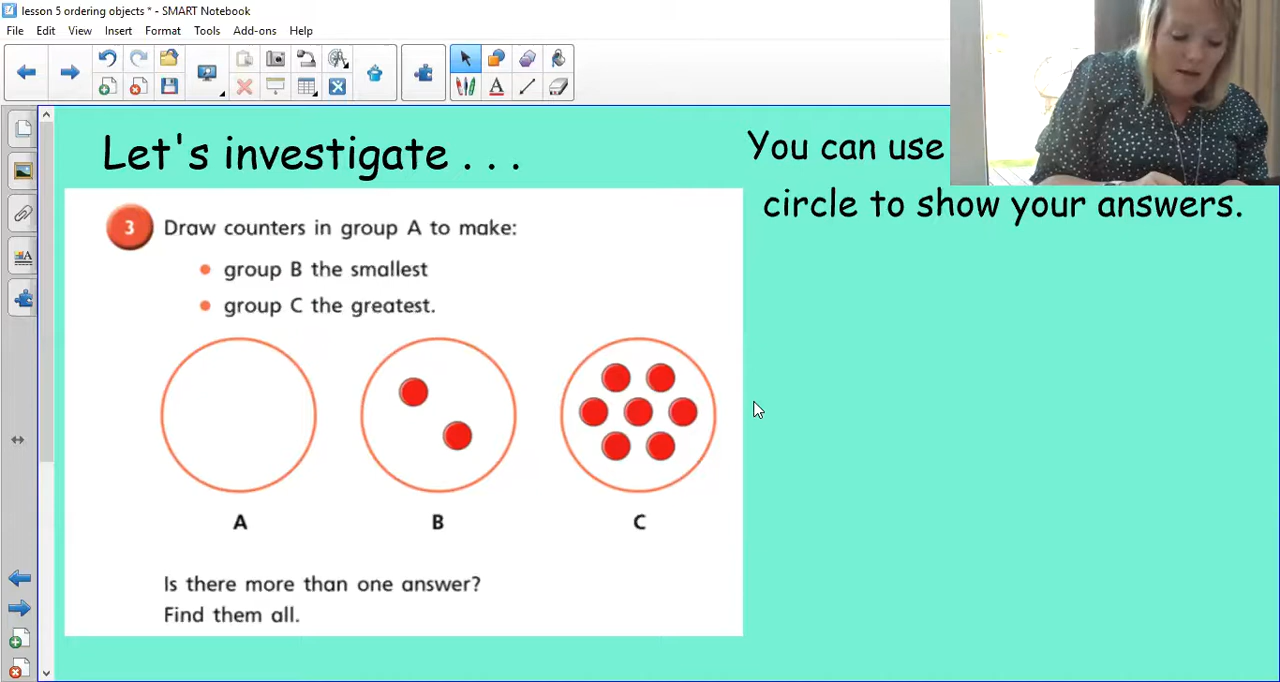 lesson 5 ordering objects * - SMART Notebook
File Edit View Insert Format Tools Add-ons Help
Let's investigate . . .
You can use
circle to show your answers.
3 Draw counters in group A to make:
• group B the smallest
• group C the greatest.
A B C
Is there more than one answer?
Find them all.